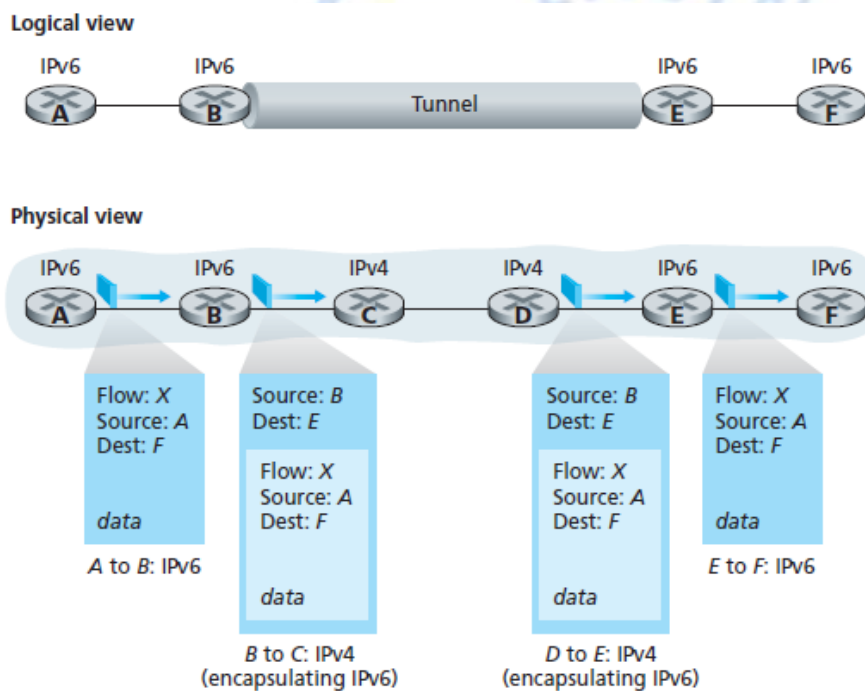 Logical view
IPv6 IPv6 IPv6 IPv6
A B Tunnel E F
Physical view
IPv6 IPv6 IPv4 IPv4 IPv6 IPv6
A B C D E F
Flow: X
Source: A
Dest: F
data
A to B: IPv6
Source: B
Dest: E
Flow: X
Source: A
Dest: F
data
B to C: IPv4
(encapsulating IPv6)
Source: B
Dest: E
Flow: X
Source: A
Dest: F
data
D to E: IPv4
(encapsulating IPv6)
Flow: X
Source: A
Dest: F
data
E to F: IPv6